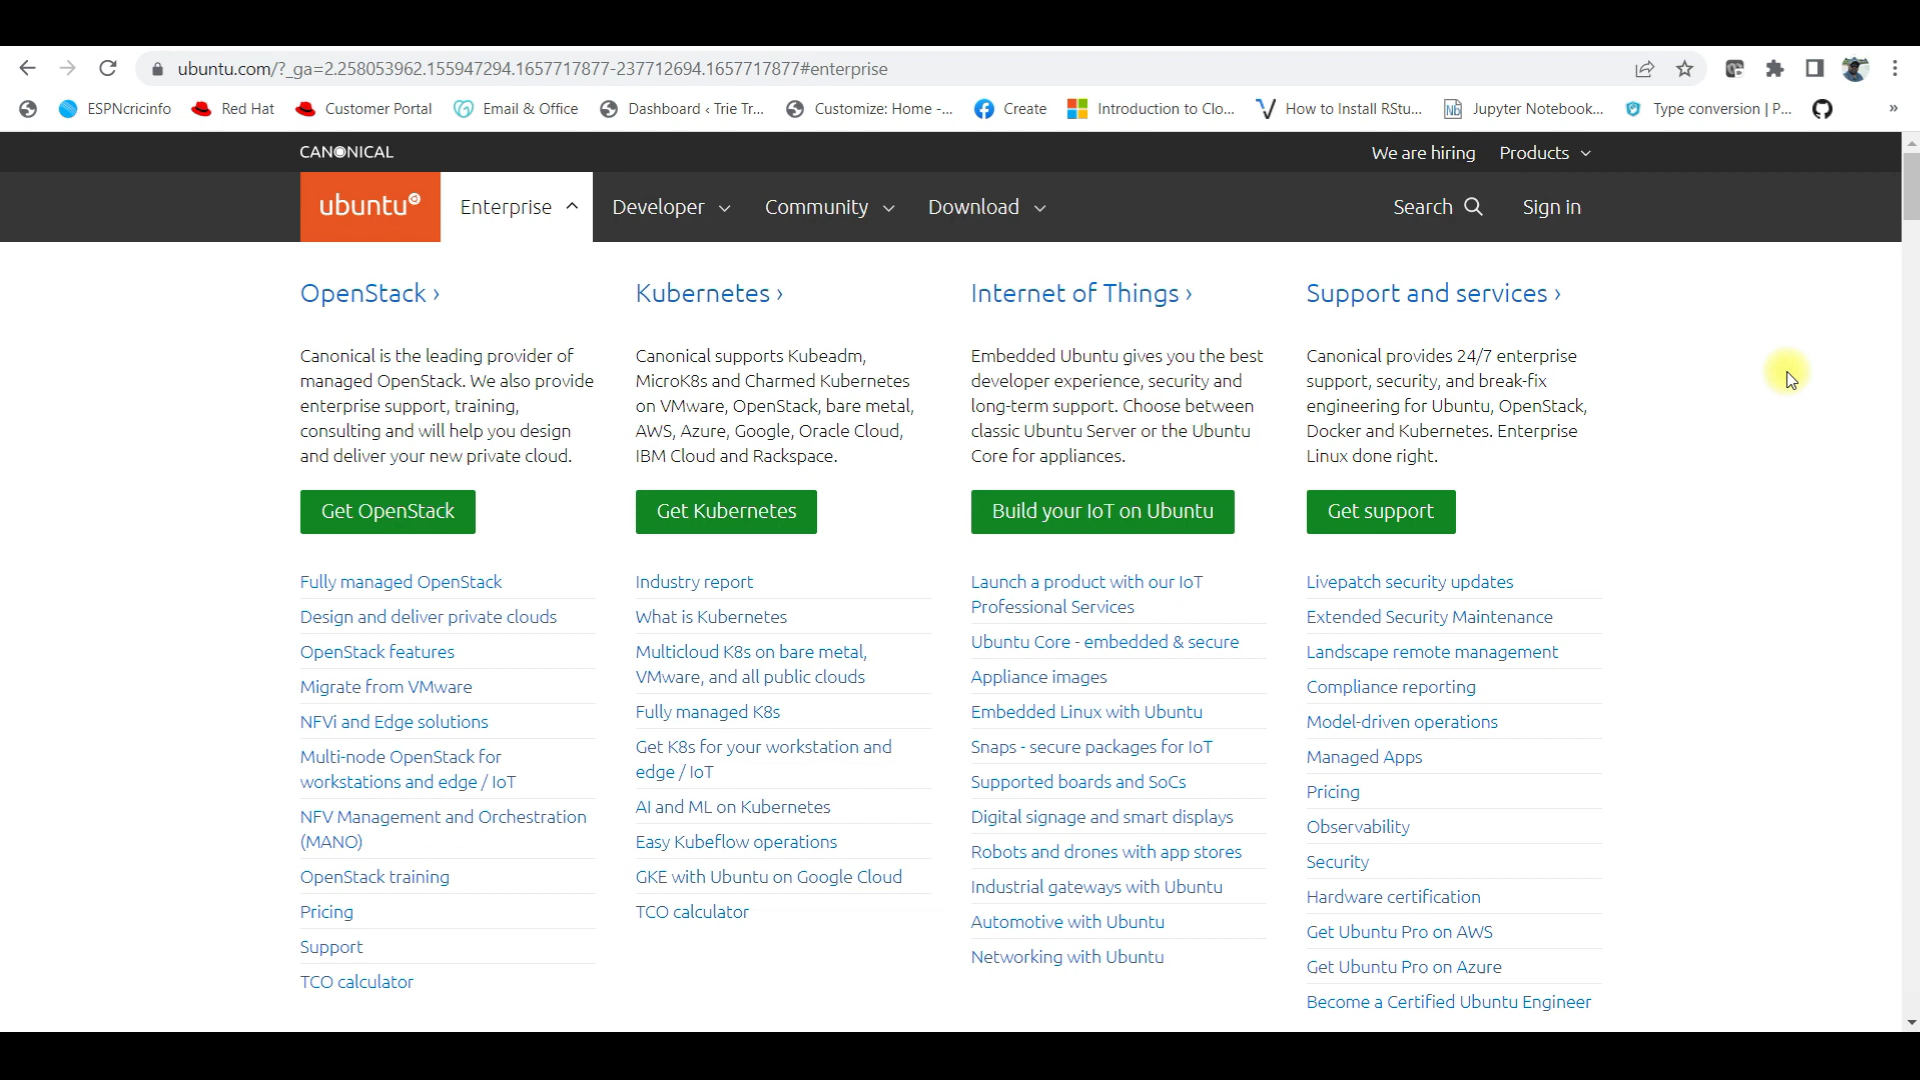 ubuntu.com/?_ga=2.258053962.155947294.1657717877-237712694.1657717877#enterprise
ESPNcricinfo
Red Hat
Customer Portal
Email & Office
Dashboard ‹ Trie Tr...
Customize: Home -...
Create
Introduction to Clo...
How to Install RStu...
Jupyter Notebook...
Type conversion | P...
»
CANONICAL
We are hiring
Products
ubuntu
Enterprise
Developer
Community
Download
Search
Sign in
OpenStack ›
Canonical is the leading provider of
managed OpenStack. We also provide
enterprise support, training,
consulting and will help you design
and deliver your new private cloud.
Get OpenStack
Fully managed OpenStack
Design and deliver private clouds
OpenStack features
Migrate from VMware
NFVi and Edge solutions
Multi-node OpenStack for
workstations and edge / IoT
NFV Management and Orchestration
(MANO)
OpenStack training
Pricing
Support
TCO calculator
Kubernetes ›
Canonical supports Kubeadm,
MicroK8s and Charmed Kubernetes
on VMware, OpenStack, bare metal,
AWS, Azure, Google, Oracle Cloud,
IBM Cloud and Rackspace.
Get Kubernetes
Industry report
What is Kubernetes
Multicloud K8s on bare metal,
VMware, and all public clouds
Fully managed K8s
Get K8s for your workstation and
edge / IoT
AI and ML on Kubernetes
Easy Kubeflow operations
GKE with Ubuntu on Google Cloud
TCO calculator
Internet of Things ›
Embedded Ubuntu gives you the best
developer experience, security and
long-term support. Choose between
classic Ubuntu Server or the Ubuntu
Core for appliances.
Build your IoT on Ubuntu
Launch a product with our IoT
Professional Services
Ubuntu Core - embedded & secure
Appliance images
Embedded Linux with Ubuntu
Snaps - secure packages for IoT
Supported boards and SoCs
Digital signage and smart displays
Robots and drones with app stores
Industrial gateways with Ubuntu
Automotive with Ubuntu
Networking with Ubuntu
Support and services ›
Canonical provides 24/7 enterprise
support, security, and break-fix
engineering for Ubuntu, OpenStack,
Docker and Kubernetes. Enterprise
Linux done right.
Get support
Livepatch security updates
Extended Security Maintenance
Landscape remote management
Compliance reporting
Model-driven operations
Managed Apps
Pricing
Observability
Security
Hardware certification
Get Ubuntu Pro on AWS
Get Ubuntu Pro on Azure
Become a Certified Ubuntu Engineer